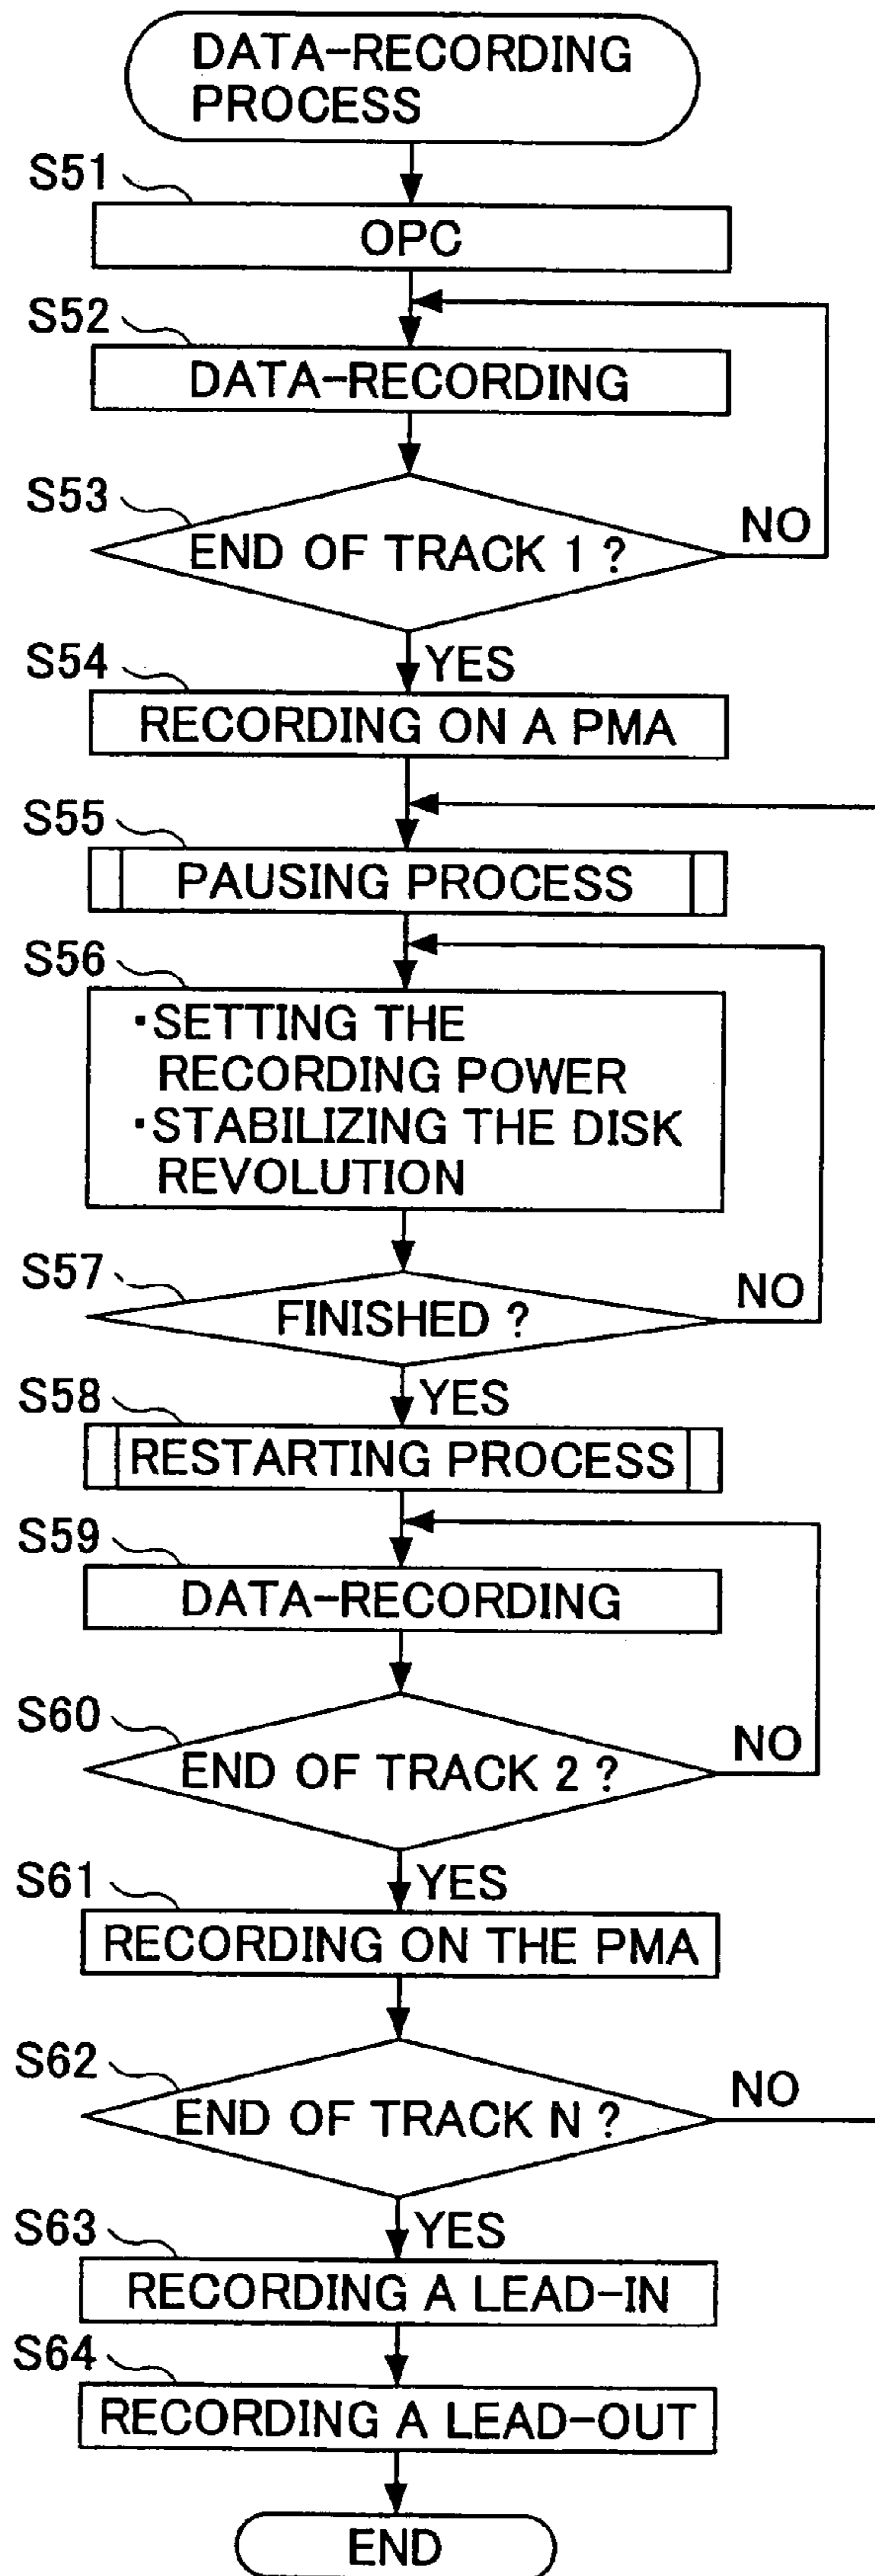 DATA-RECORDING
PROCESS
S51
OPC
S52
DATA-RECORDING
S53
END OF TRACK 1 ?
NO
YES
S54
RECORDING ON A PMA
S55
PAUSING PROCESS
S56
・SETTING THE
RECORDING POWER
・STABILIZING THE DISK
REVOLUTION
S57
FINISHED ?
NO
YES
S58
RESTARTING PROCESS
S59
DATA-RECORDING
S60
END OF TRACK 2 ?
NO
YES
S61
RECORDING ON THE PMA
S62
END OF TRACK N ?
NO
YES
S63
RECORDING A LEAD-IN
S64
RECORDING A LEAD-OUT
END